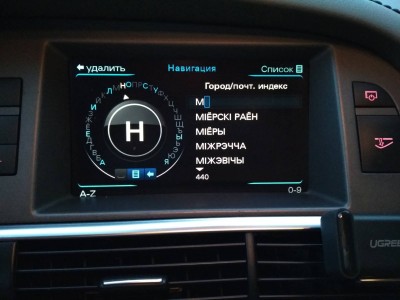 удалить
Навигация
Список
Город/почт. индекс
М
МІЁРСКІ РАЁН
МІЁРЫ
МІЖРЭЧЧА
МІЖЭВІЧЫ
440
Н
A-Z
0-9
UGREE